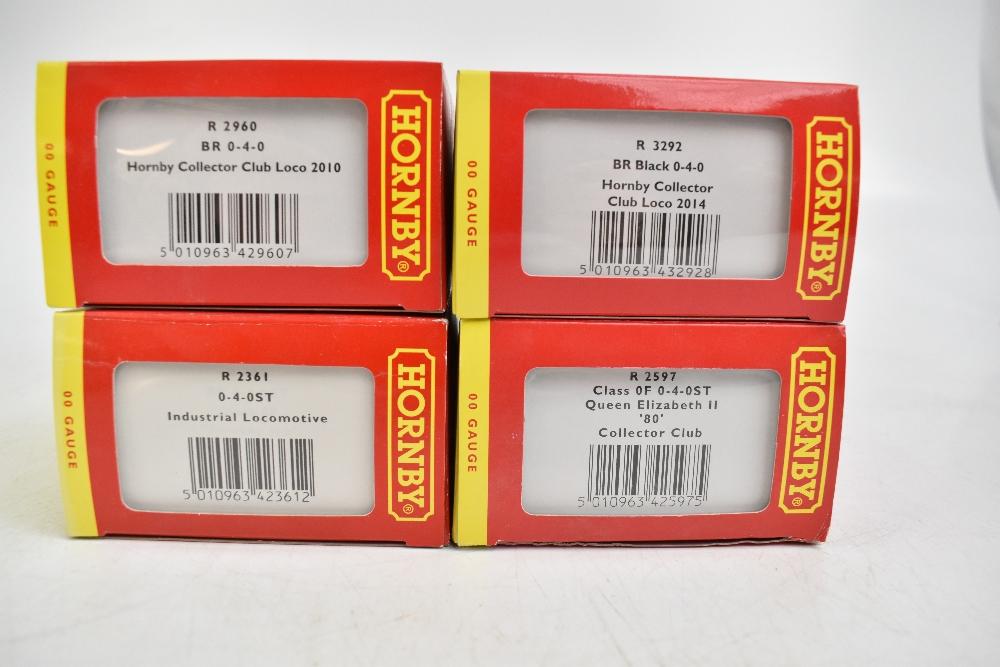 00 GAUGE
R 2960
BR 0-4-0
Hornby Collector Club Loco 2010
5 010963 429607
HORNBY®
00 GAUGE
R 3292
BR Black 0-4-0
Hornby Collector
Club Loco 2014
5 010963 432928
HORNBY®
00 GAUGE
R 2361
0-4-0ST
Industrial Locomotive
5 010963 423612
HORNBY®
00 GAUGE
R 2597
Class 0F 0-4-0ST
Queen Elizabeth II
'80'
Collector Club
5 010963 425975
HORNBY®